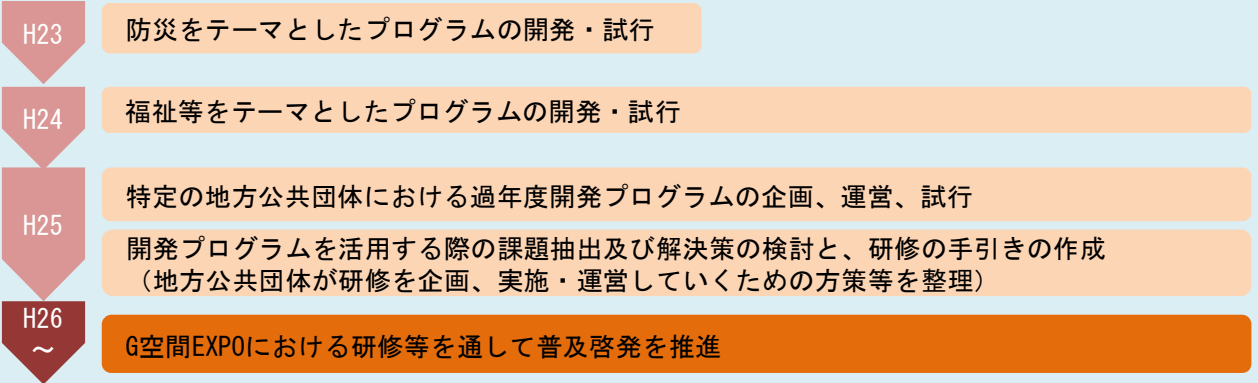 H23
防災をテーマとしたプログラムの開発・試行
H24
福祉等をテーマとしたプログラムの開発・試行
H25
特定の地方公共団体における過年度開発プログラムの企画、運営、試行
開発プログラムを活用する際の課題抽出及び解決策の検討と、研修の手引きの作成
（地方公共団体が研修を企画、実施・運営していくための方策等を整理）
H26
～
G空間EXPOにおける研修等を通して普及啓発を推進